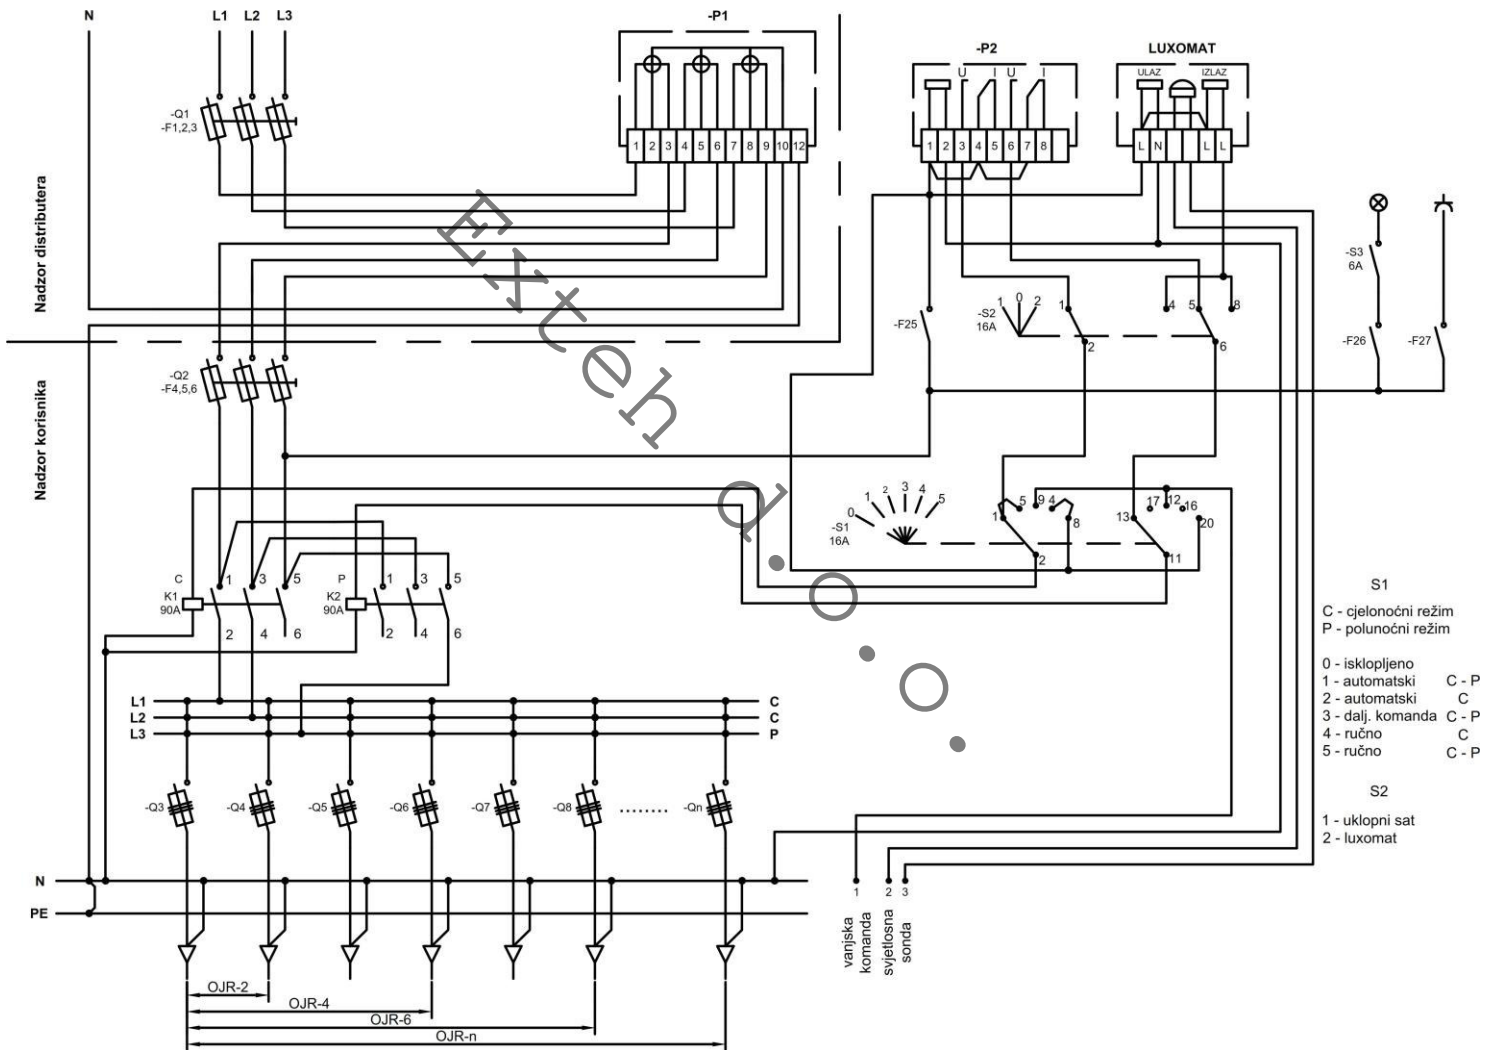 N L1 L2 L3
-P1
-P2
LUXOMAT
U I U I
ULAZ IZLAZ
-Q1
-F1,2,3
1 2 3 4 5 6 7 8 9 10 12
1 2 3 4 5 6 7 8
L N L L
Nadzor distributera
-S3
6A
-S2
16A
1 0 2
1
2
4 5 8
6
-F25
-F26
-F27
-Q2
-F4,5,6
Nadzor korisnika
-S1
16A
0 1 2 3 4 5
1 5 9 4 8
2
13 17 12 16 20
11
C
K1
90A
1 3 5
2 4 6
P
K2
90A
1 3 5
2 4 6
L1 C
L2 C
L3 P
-Q3 -Q4 -Q5 -Q6 -Q7 -Q8 ........ -Qn
N
PE
1 2 3
vanjska
komanda
svjetlosna
sonda
OJR-2
OJR-4
OJR-6
OJR-n
S1
C - cjelonoćni režim
P - polunoćni režim
0 - isklopljeno
1 - automatski C - P
2 - automatski C
3 - dalj. komanda C - P
4 - ručno C
5 - ručno C - P
S2
1 - uklopni sat
2 - luxomat
Exteh d.o.o.